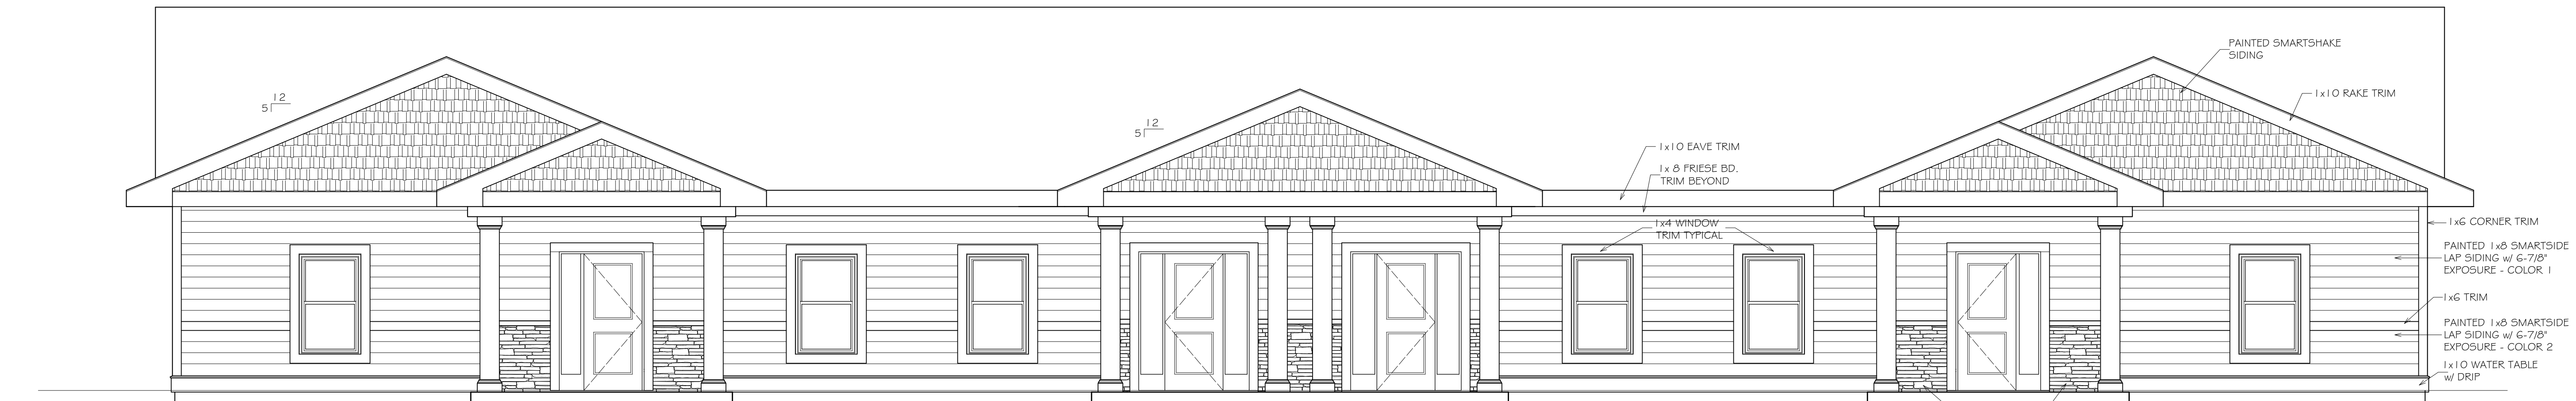 PAINTED SMARTSHAKE
SIDING
12
5
1x10 RAKE TRIM
12
5
1x10 EAVE TRIM
1x 8 FRIESE BD.
TRIM BEYOND
1x4 WINDOW
TRIM TYPICAL
1x6 CORNER TRIM
PAINTED 1x8 SMARTSIDE
LAP SIDING w/ 6-7/8"
EXPOSURE - COLOR 1
1x6 TRIM
PAINTED 1x8 SMARTSIDE
LAP SIDING w/ 6-7/8"
EXPOSURE - COLOR 2
1x10 WATER TABLE
w/ DRIP